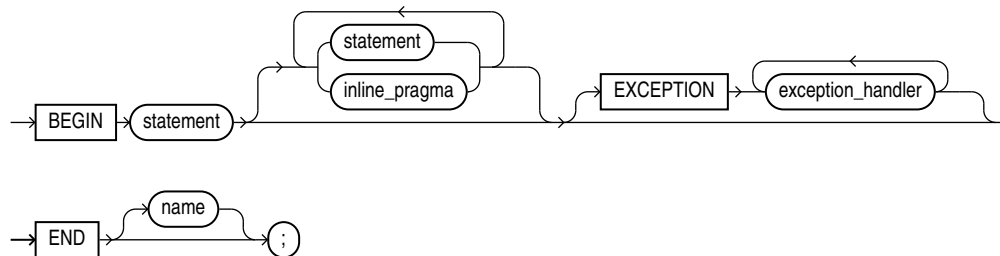 statement
inline_pragma
EXCEPTION exception_handler
BEGIN statement
name
END ;